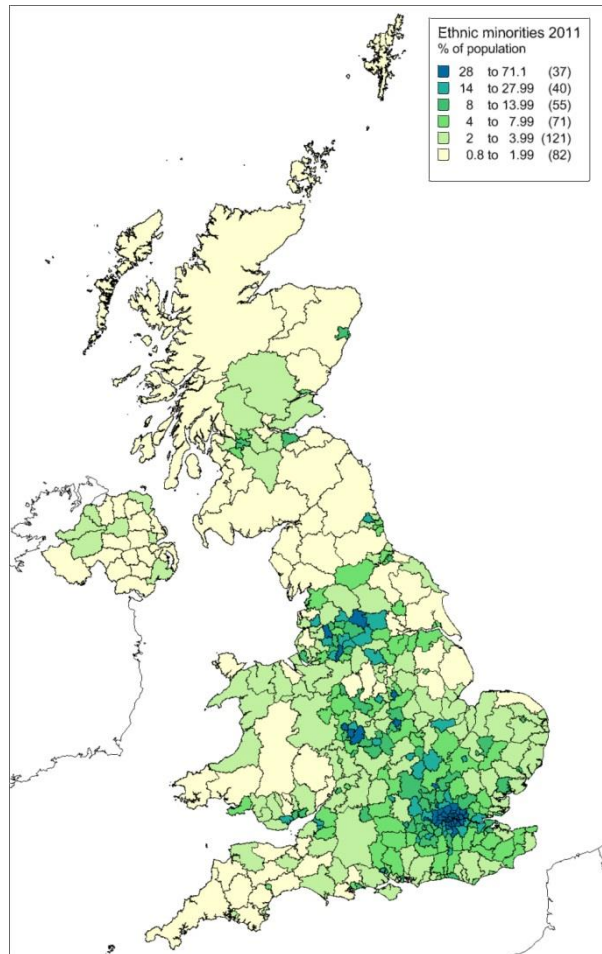 Ethnic minorities 2011
% of population
28 to 71.1 (37)
14 to 27.99 (40)
8 to 13.99 (55)
4 to 7.99 (71)
2 to 3.99 (121)
0.8 to 1.99 (82)